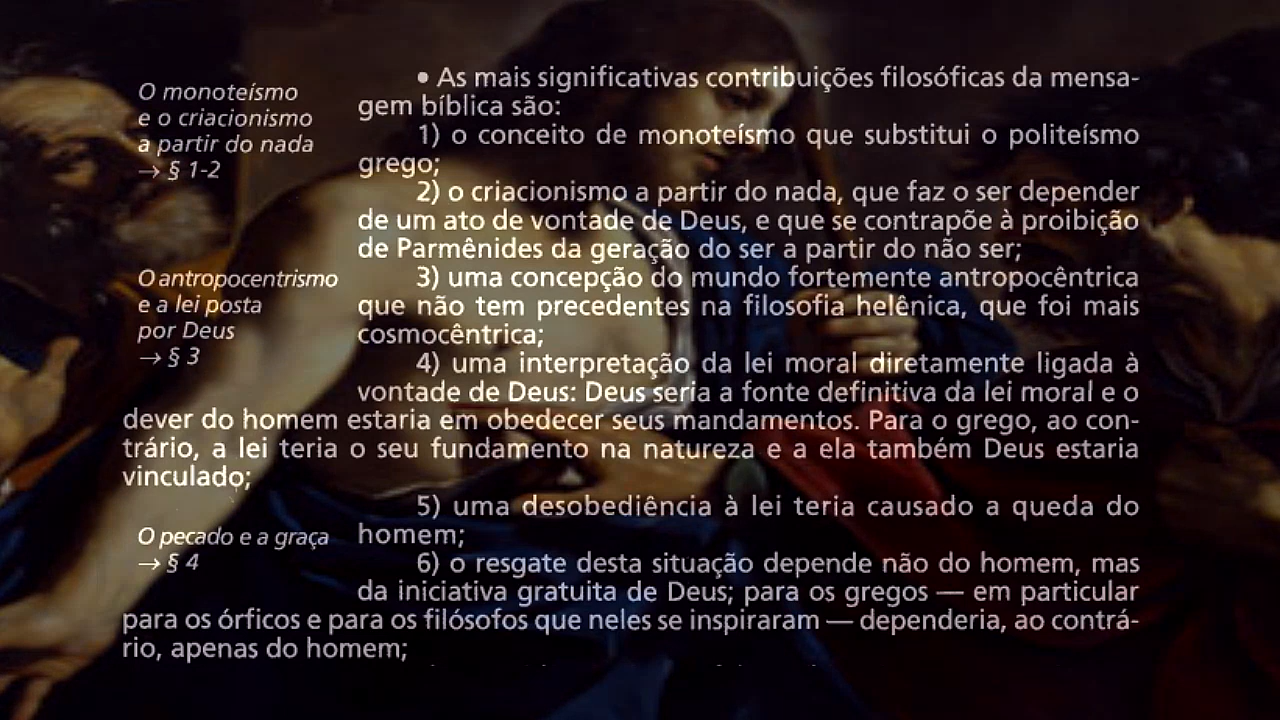 O monoteísmo
e o criacionismo
a partir do nada
→ § 1-2
• As mais significativas contribuições filosóficas da mensa-
gem bíblica são:
1) o conceito de monoteísmo que substitui o politeísmo
grego;
2) o criacionismo a partir do nada, que faz o ser depender
de um ato de vontade de Deus, e que se contrapõe à proibição
de Parmênides da geração do ser a partir do não ser;
O antropocentrismo
e a lei posta
por Deus
→ § 3
3) uma concepção do mundo fortemente antropocêntrica
que não tem precedentes na filosofia helênica, que foi mais
cosmocêntrica;
4) uma interpretação da lei moral diretamente ligada à
vontade de Deus: Deus seria a fonte definitiva da lei moral e o
dever do homem estaria em obedecer seus mandamentos. Para o grego, ao con-
trário, a lei teria o seu fundamento na natureza e a ela também Deus estaria
vinculado;
O pecado e a graça
→ § 4
5) uma desobediência à lei teria causado a queda do
homem;
6) o resgate desta situação depende não do homem, mas
da iniciativa gratuita de Deus; para os gregos — em particular
para os órficos e para os filósofos que neles se inspiraram — dependeria, ao contrá-
rio, apenas do homem;